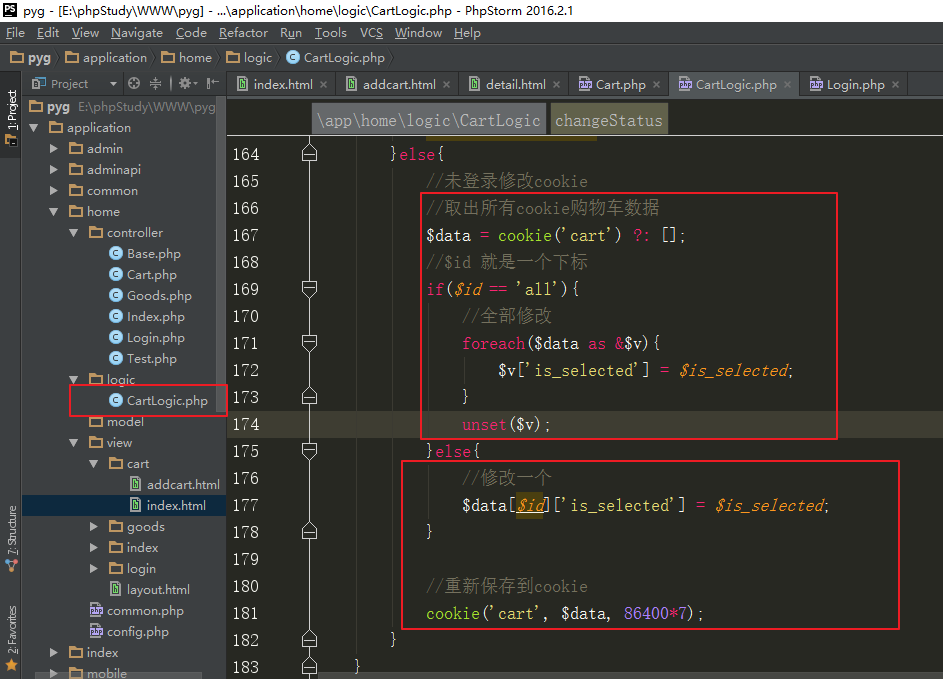 pyg - [E:\phpStudy\WWW\pyg] - ...\application\home\logic\CartLogic.php - PhpStorm 2016.2.1
File Edit View Navigate Code Refactor Run Tools VCS Window Help
pyg application home logic CartLogic.php
Project
index.html addcart.html detail.html Cart.php CartLogic.php Login.php
1: Project
7: Structure
2: Favorites
pyg E:\phpStudy\WWW\pyg
application
admin
adminapi
common
home
controller
Base.php
Cart.php
Goods.php
Index.php
Login.php
Test.php
logic
CartLogic.php
model
view
cart
addcart.html
index.html
goods
index
login
layout.html
common.php
config.php
index
mobile
\app\home\logic\CartLogic changeStatus
164 }else{
165 //未登录修改cookie
166 //取出所有cookie购物车数据
167 $data = cookie('cart') ?: [];
168 //$id 就是一个下标
169 if($id == 'all'){
170 //全部修改
171 foreach($data as &$v){
172 $v['is_selected'] = $is_selected;
173 }
174 unset($v);
175 }else{
176 //修改一个
177 $data[$id]['is_selected'] = $is_selected;
178 }
179
180 //重新保存到cookie
181 cookie('cart', $data, 86400*7);
182 }
183 }